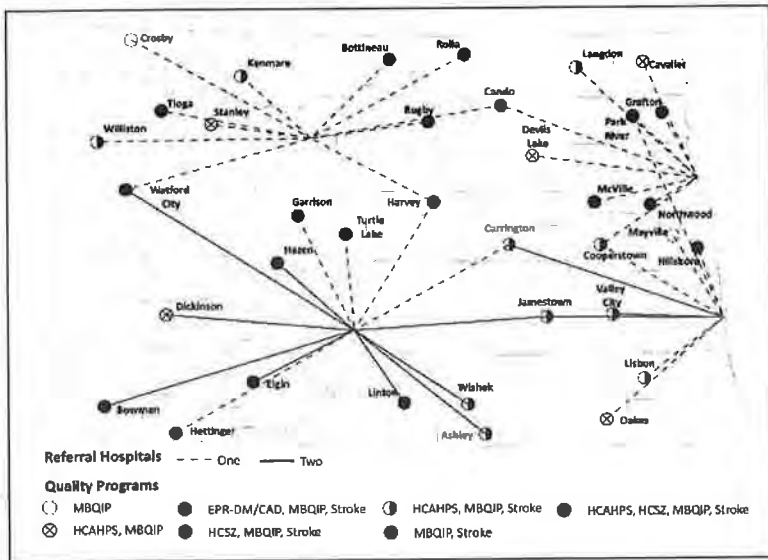 Crosby
Kenmare
Bottineau
Rolla
Langdon
Cavalier
Tioga
Stanley
Rugby
Cando
Grafton
Park
River
Williston
Devils
Lake
Watford
City
Garrison
Turtle
Lake
Harvey
McVille
Northwood
Hazen
Carrington
Mayville
Cooperstown
Hillsboro
Dickinson
Jamestown
Valley
City
Elgin
Linton
Wishek
Lisbon
Bowman
Hettinger
Ashley
Oakes
Referral Hospitals One Two
Quality Programs
MBQIP EPR-DM/CAD, MBQIP, Stroke HCAHPS, MBQIP, Stroke HCAHPS, HCSZ, MBQIP, Stroke
HCAHPS, MBQIP HCSZ, MBQIP, Stroke MBQIP, Stroke